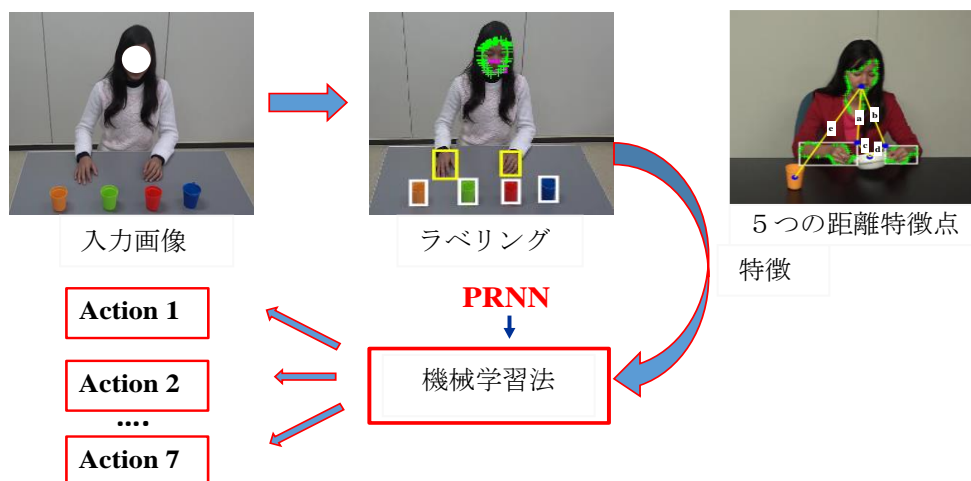 入力画像
ラベリング
e
a
b
c
d
５つの距離特徴点
特徴
PRNN
機械学習法
Action 1
Action 2
....
Action 7